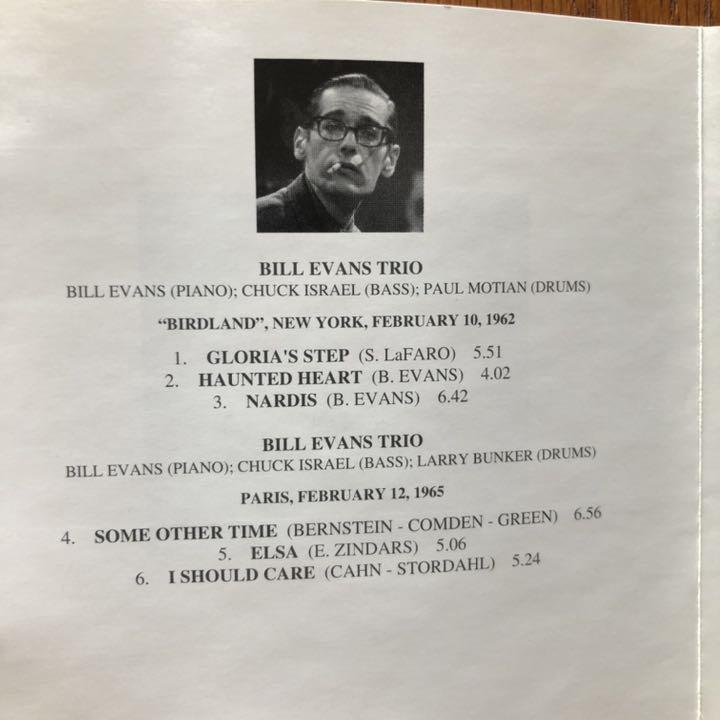 BILL EVANS TRIO
BILL EVANS (PIANO); CHUCK ISRAEL (BASS); PAUL MOTIAN (DRUMS)
“BIRDLAND”, NEW YORK, FEBRUARY 10, 1962
1. GLORIA'S STEP (S. LaFARO) 5.51
2. HAUNTED HEART (B. EVANS) 4.02
3. NARDIS (B. EVANS) 6.42
BILL EVANS TRIO
BILL EVANS (PIANO); CHUCK ISRAEL (BASS); LARRY BUNKER (DRUMS)
PARIS, FEBRUARY 12, 1965
4. SOME OTHER TIME (BERNSTEIN - COMDEN - GREEN) 6.56
5. ELSA (E. ZINDARS) 5.06
6. I SHOULD CARE (CAHN - STORDAHL) 5.24